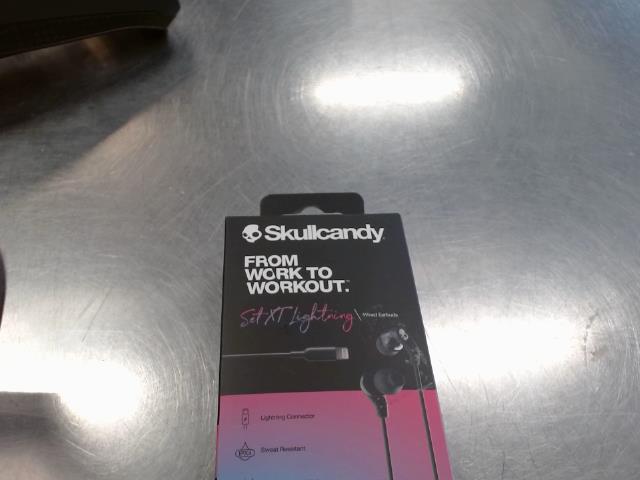 Skullcandy
FROM
WORK TO
WORKOUT.
Set XT Lightning \ Wired Earbuds
Lightning Connector
Sweat Resistant